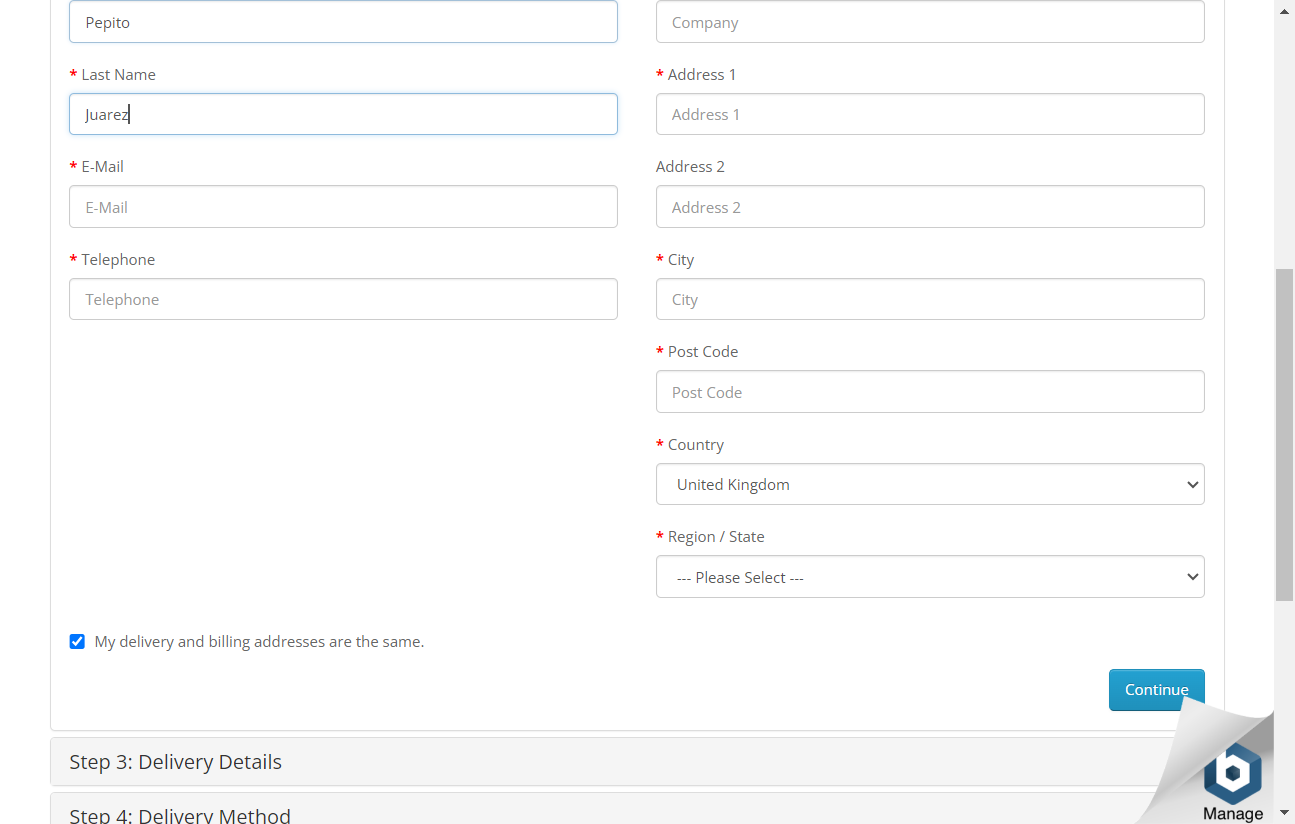 Pepito
Company
* Last Name
* Address 1
Juarez
Address 1
* E-Mail
Address 2
E-Mail
Address 2
* Telephone
* City
Telephone
City
* Post Code
Post Code
* Country
United Kingdom
* Region / State
--- Please Select ---
My delivery and billing addresses are the same.
Continue
Step 3: Delivery Details
Step 4: Delivery Method
Manage